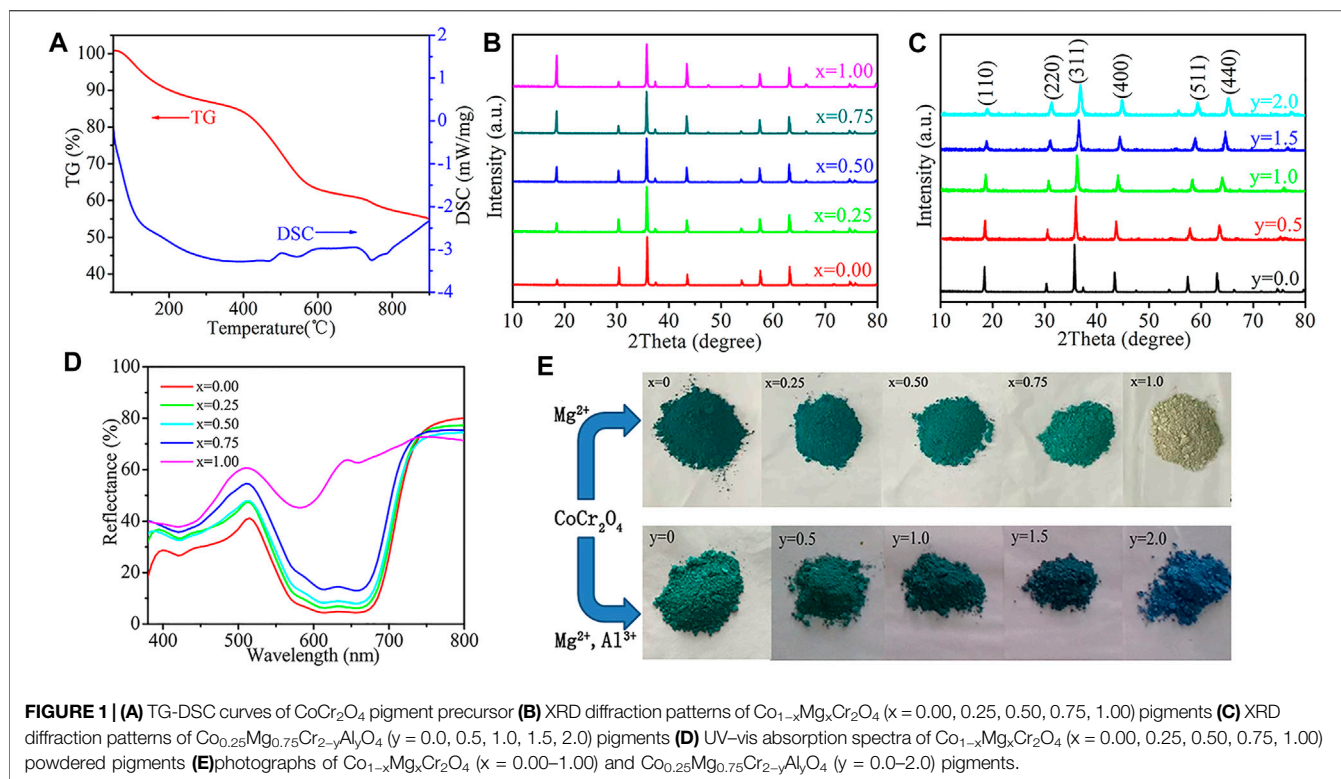 A
TG (%)
100
90
80
70
60
50
40
TG
DSC
2
1
0
-1
-2
-3
-4
DSC (mW/mg)
200
400
600
800
Temperature(℃)
B
Intensity (a.u.)
x=1.00
x=0.75
x=0.50
x=0.25
x=0.00
10 20 30 40 50 60 70 80
2Theta (degree)
C
Intensity (a.u.)
(110) (220) (311) (400) (511) (440)
y=2.0
y=1.5
y=1.0
y=0.5
y=0.0
10 20 30 40 50 60 70 80
2Theta (degree)
D
Reflectance (%)
100
80
60
40
20
0
x=0.00
x=0.25
x=0.50
x=0.75
x=1.00
400 500 600 700 800
Wavelength (nm)
E
Mg²⁺
CoCr₂O₄
Mg²⁺, Al³⁺
x=0 x=0.25 x=0.50 x=0.75 x=1.0
y=0 y=0.5 y=1.0 y=1.5 y=2.0
FIGURE 1 | (A) TG-DSC curves of CoCr₂O₄ pigment precursor (B) XRD diffraction patterns of Co₁₋ₓMgₓCr₂O₄ (x = 0.00, 0.25, 0.50, 0.75, 1.00) pigments (C) XRD
diffraction patterns of Co₀.₂₅Mg₀.₇₅Cr₂₋yAlyO₄ (y = 0.0, 0.5, 1.0, 1.5, 2.0) pigments (D) UV–vis absorption spectra of Co₁₋ₓMgₓCr₂O₄ (x = 0.00, 0.25, 0.50, 0.75, 1.00)
powdered pigments (E)photographs of Co₁₋ₓMgₓCr₂O₄ (x = 0.00–1.00) and Co₀.₂₅Mg₀.₇₅Cr₂₋yAlyO₄ (y = 0.0–2.0) pigments.